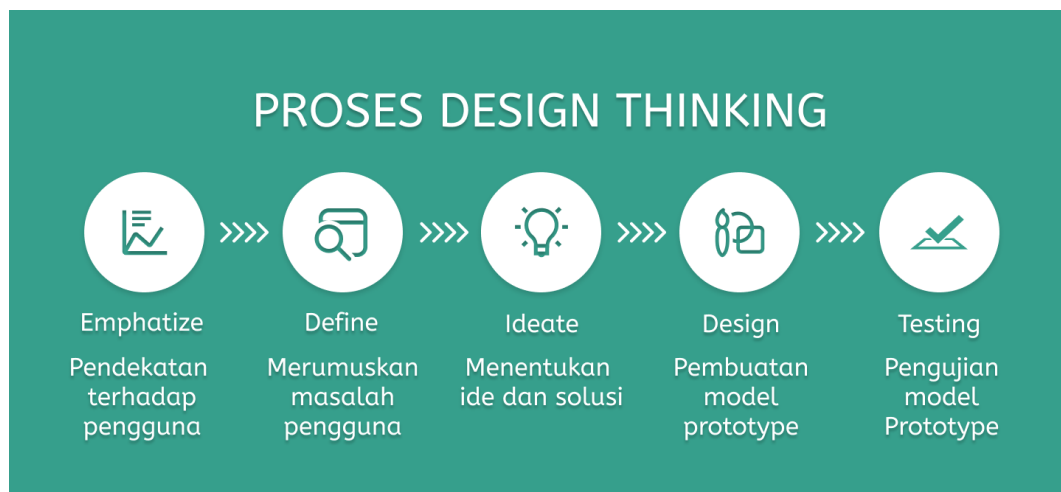 PROSES DESIGN THINKING
Emphatize
Pendekatan
terhadap
pengguna
Define
Merumuskan
masalah
pengguna
Ideate
Menentukan
ide dan solusi
Design
Pembuatan
model
prototype
Testing
Pengujian
model
Prototype